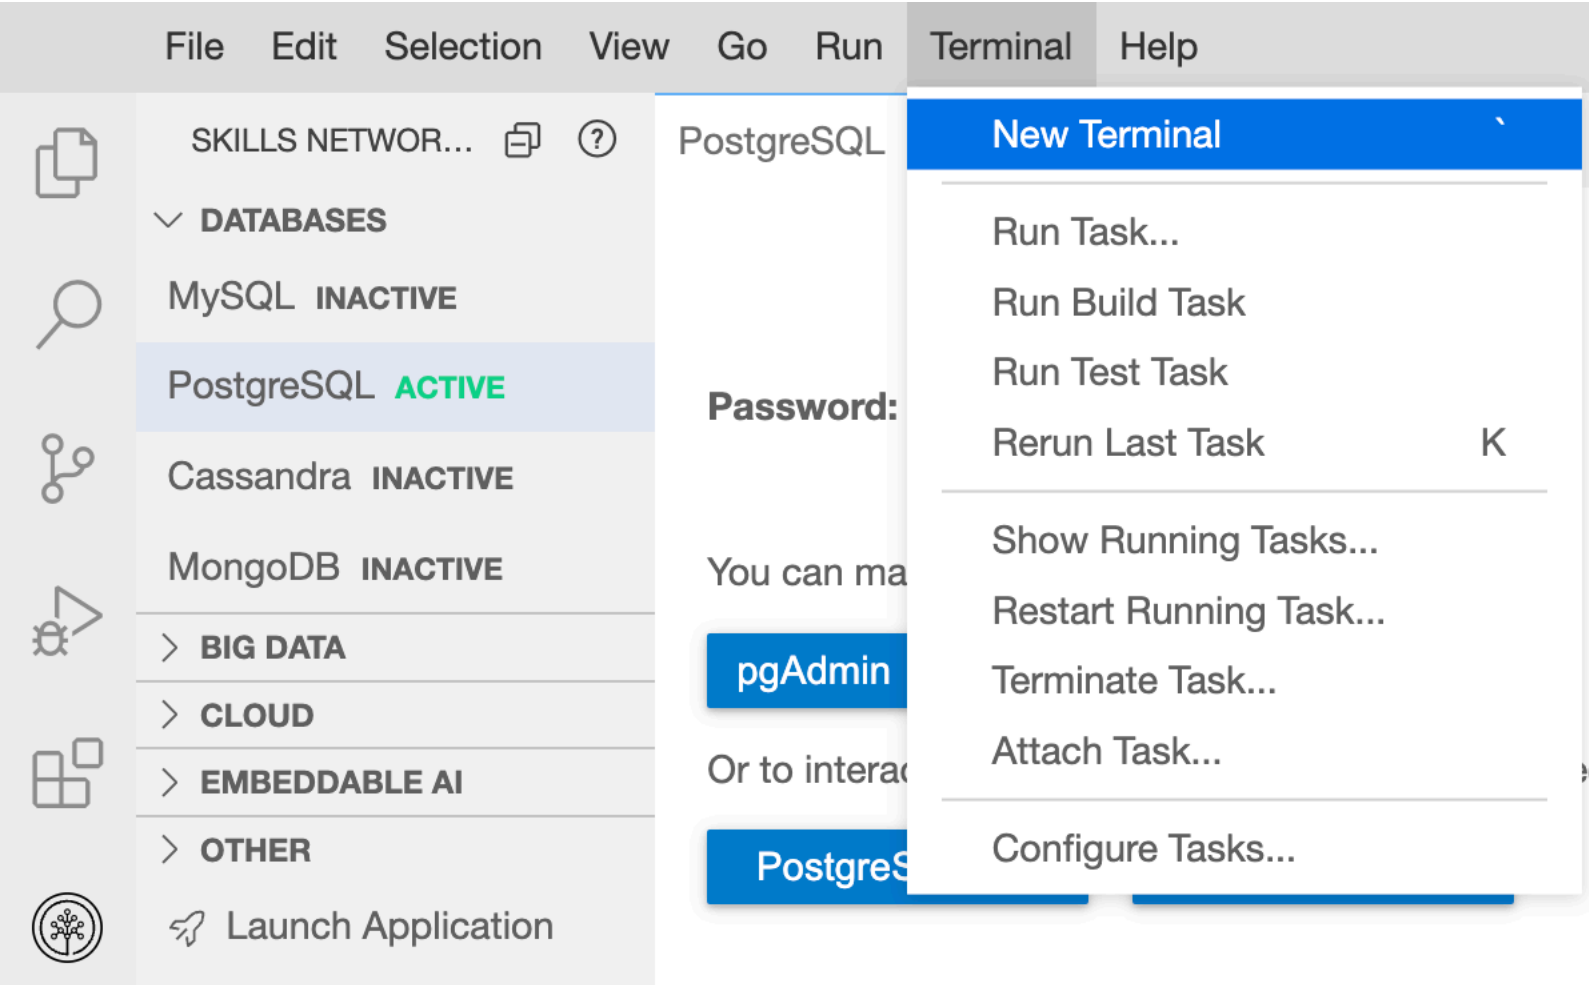 File Edit Selection View Go Run Terminal Help
SKILLS NETWOR...
DATABASES
MySQL INACTIVE
PostgreSQL ACTIVE
Cassandra INACTIVE
MongoDB INACTIVE
BIG DATA
CLOUD
EMBEDDABLE AI
OTHER
Launch Application
PostgreSQL
Password:
You can ma
pgAdmin
Or to interac
PostgreS
New Terminal `
Run Task...
Run Build Task
Run Test Task
Rerun Last Task K
Show Running Tasks...
Restart Running Task...
Terminate Task...
Attach Task...
Configure Tasks...